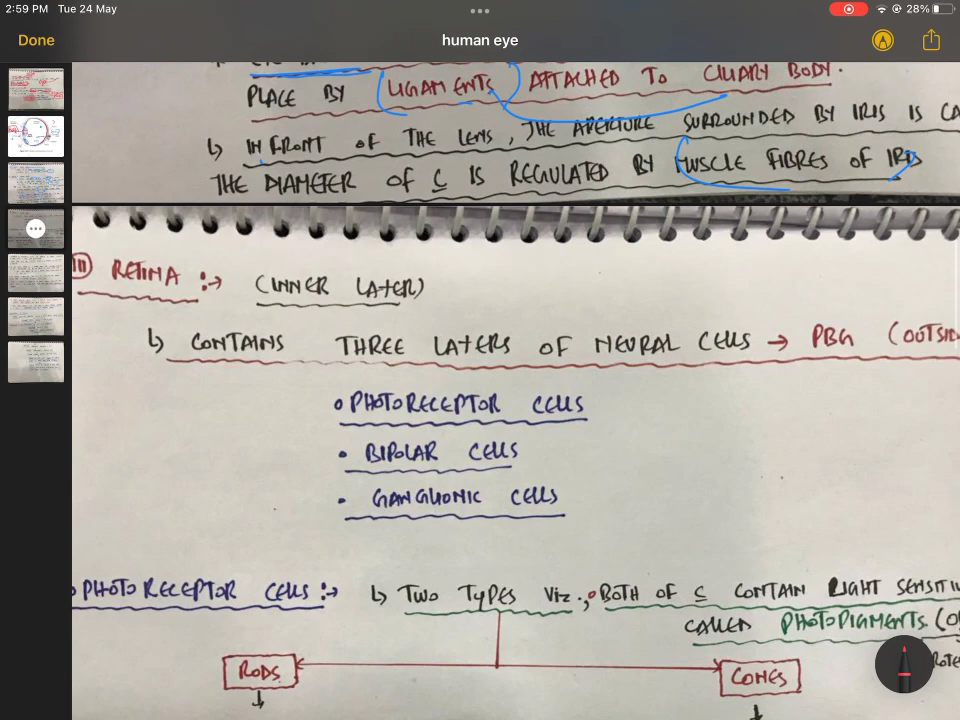 2:59 PM Tue 24 May
28%
Done
human eye
PLACE BY LIGAMENTS ATTACHED TO CILIARY BODY.
↳ IN FRONT OF THE LENS, THE APERTURE SURROUNDED BY IRIS IS CA
THE DIAMETER OF C IS REGULATED BY MUSCLE FIBRES OF IRIS
III RETINA :→ (INNER LAYER)
↳ CONTAINS THREE LAYERS OF NEURAL CELLS → PBG (OUTSID
• PHOTORECEPTOR CELLS
• BIPOLAR CELLS
• GANGLIONIC CELLS
• PHOTORECEPTOR CELLS :→ ↳ TWO TYPES Viz., • BOTH OF C CONTAIN LIGHT SENSITIV
CALLED PHOTOPIGMENTS. (O
RODS
CONES